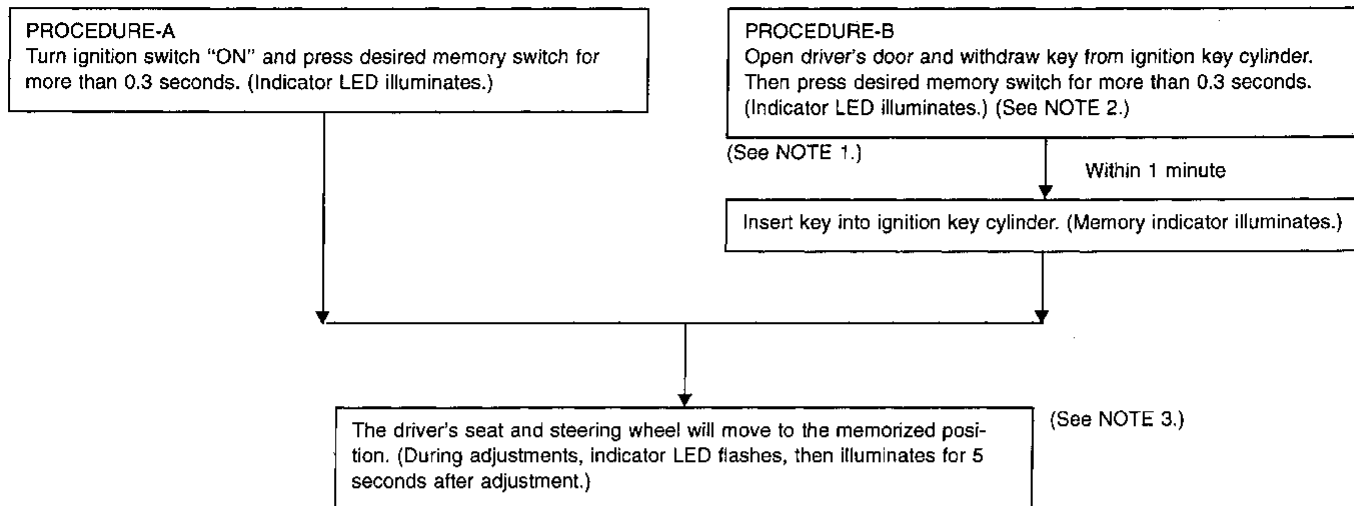 PROCEDURE-A
Turn ignition switch “ON” and press desired memory switch for
more than 0.3 seconds. (Indicator LED illuminates.)
PROCEDURE-B
Open driver's door and withdraw key from ignition key cylinder.
Then press desired memory switch for more than 0.3 seconds.
(Indicator LED illuminates.) (See NOTE 2.)
(See NOTE 1.)
Within 1 minute
Insert key into ignition key cylinder. (Memory indicator illuminates.)
The driver's seat and steering wheel will move to the memorized posi-
tion. (During adjustments, indicator LED flashes, then illuminates for 5
seconds after adjustment.)
(See NOTE 3.)